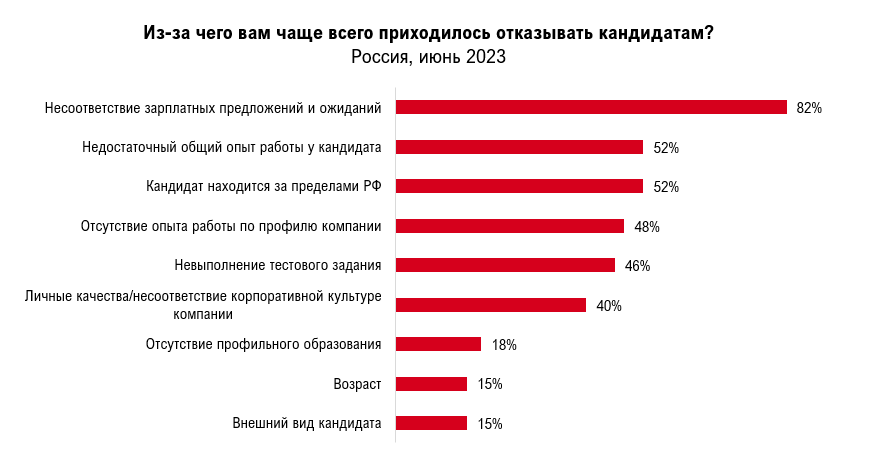 Из-за чего вам чаще всего приходилось отказывать кандидатам?
Россия, июнь 2023
Несоответствие зарплатных предложений и ожиданий 82%
Недостаточный общий опыт работы у кандидата 52%
Кандидат находится за пределами РФ 52%
Отсутствие опыта работы по профилю компании 48%
Невыполнение тестового задания 46%
Личные качества/несоответствие корпоративной культуре
компании 40%
Отсутствие профильного образования 18%
Возраст 15%
Внешний вид кандидата 15%